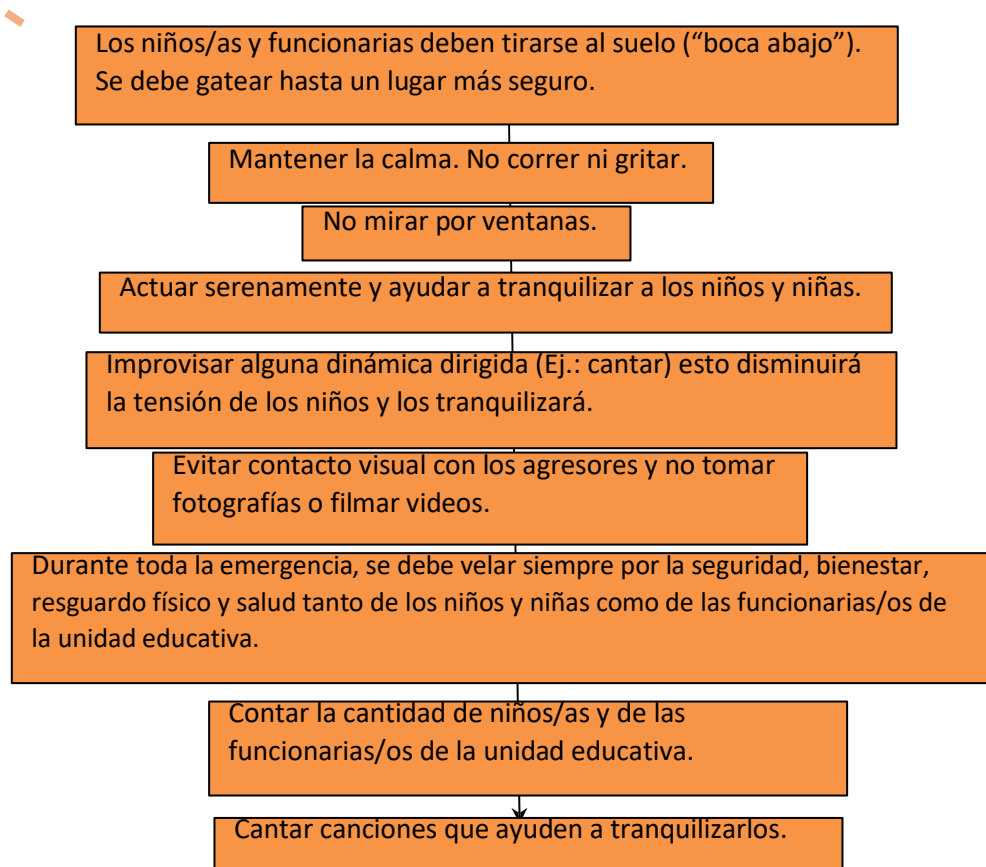 Los niños/as y funcionarias deben tirarse al suelo (“boca abajo”).
Se debe gatear hasta un lugar más seguro.
Mantener la calma. No correr ni gritar.
No mirar por ventanas.
Actuar serenamente y ayudar a tranquilizar a los niños y niñas.
Improvisar alguna dinámica dirigida (Ej.: cantar) esto disminuirá
la tensión de los niños y los tranquilizará.
Evitar contacto visual con los agresores y no tomar
fotografías o filmar videos.
Durante toda la emergencia, se debe velar siempre por la seguridad, bienestar,
resguardo físico y salud tanto de los niños y niñas como de las funcionarias/os de
la unidad educativa.
Contar la cantidad de niños/as y de las
funcionarias/os de la unidad educativa.
Cantar canciones que ayuden a tranquilizarlos.